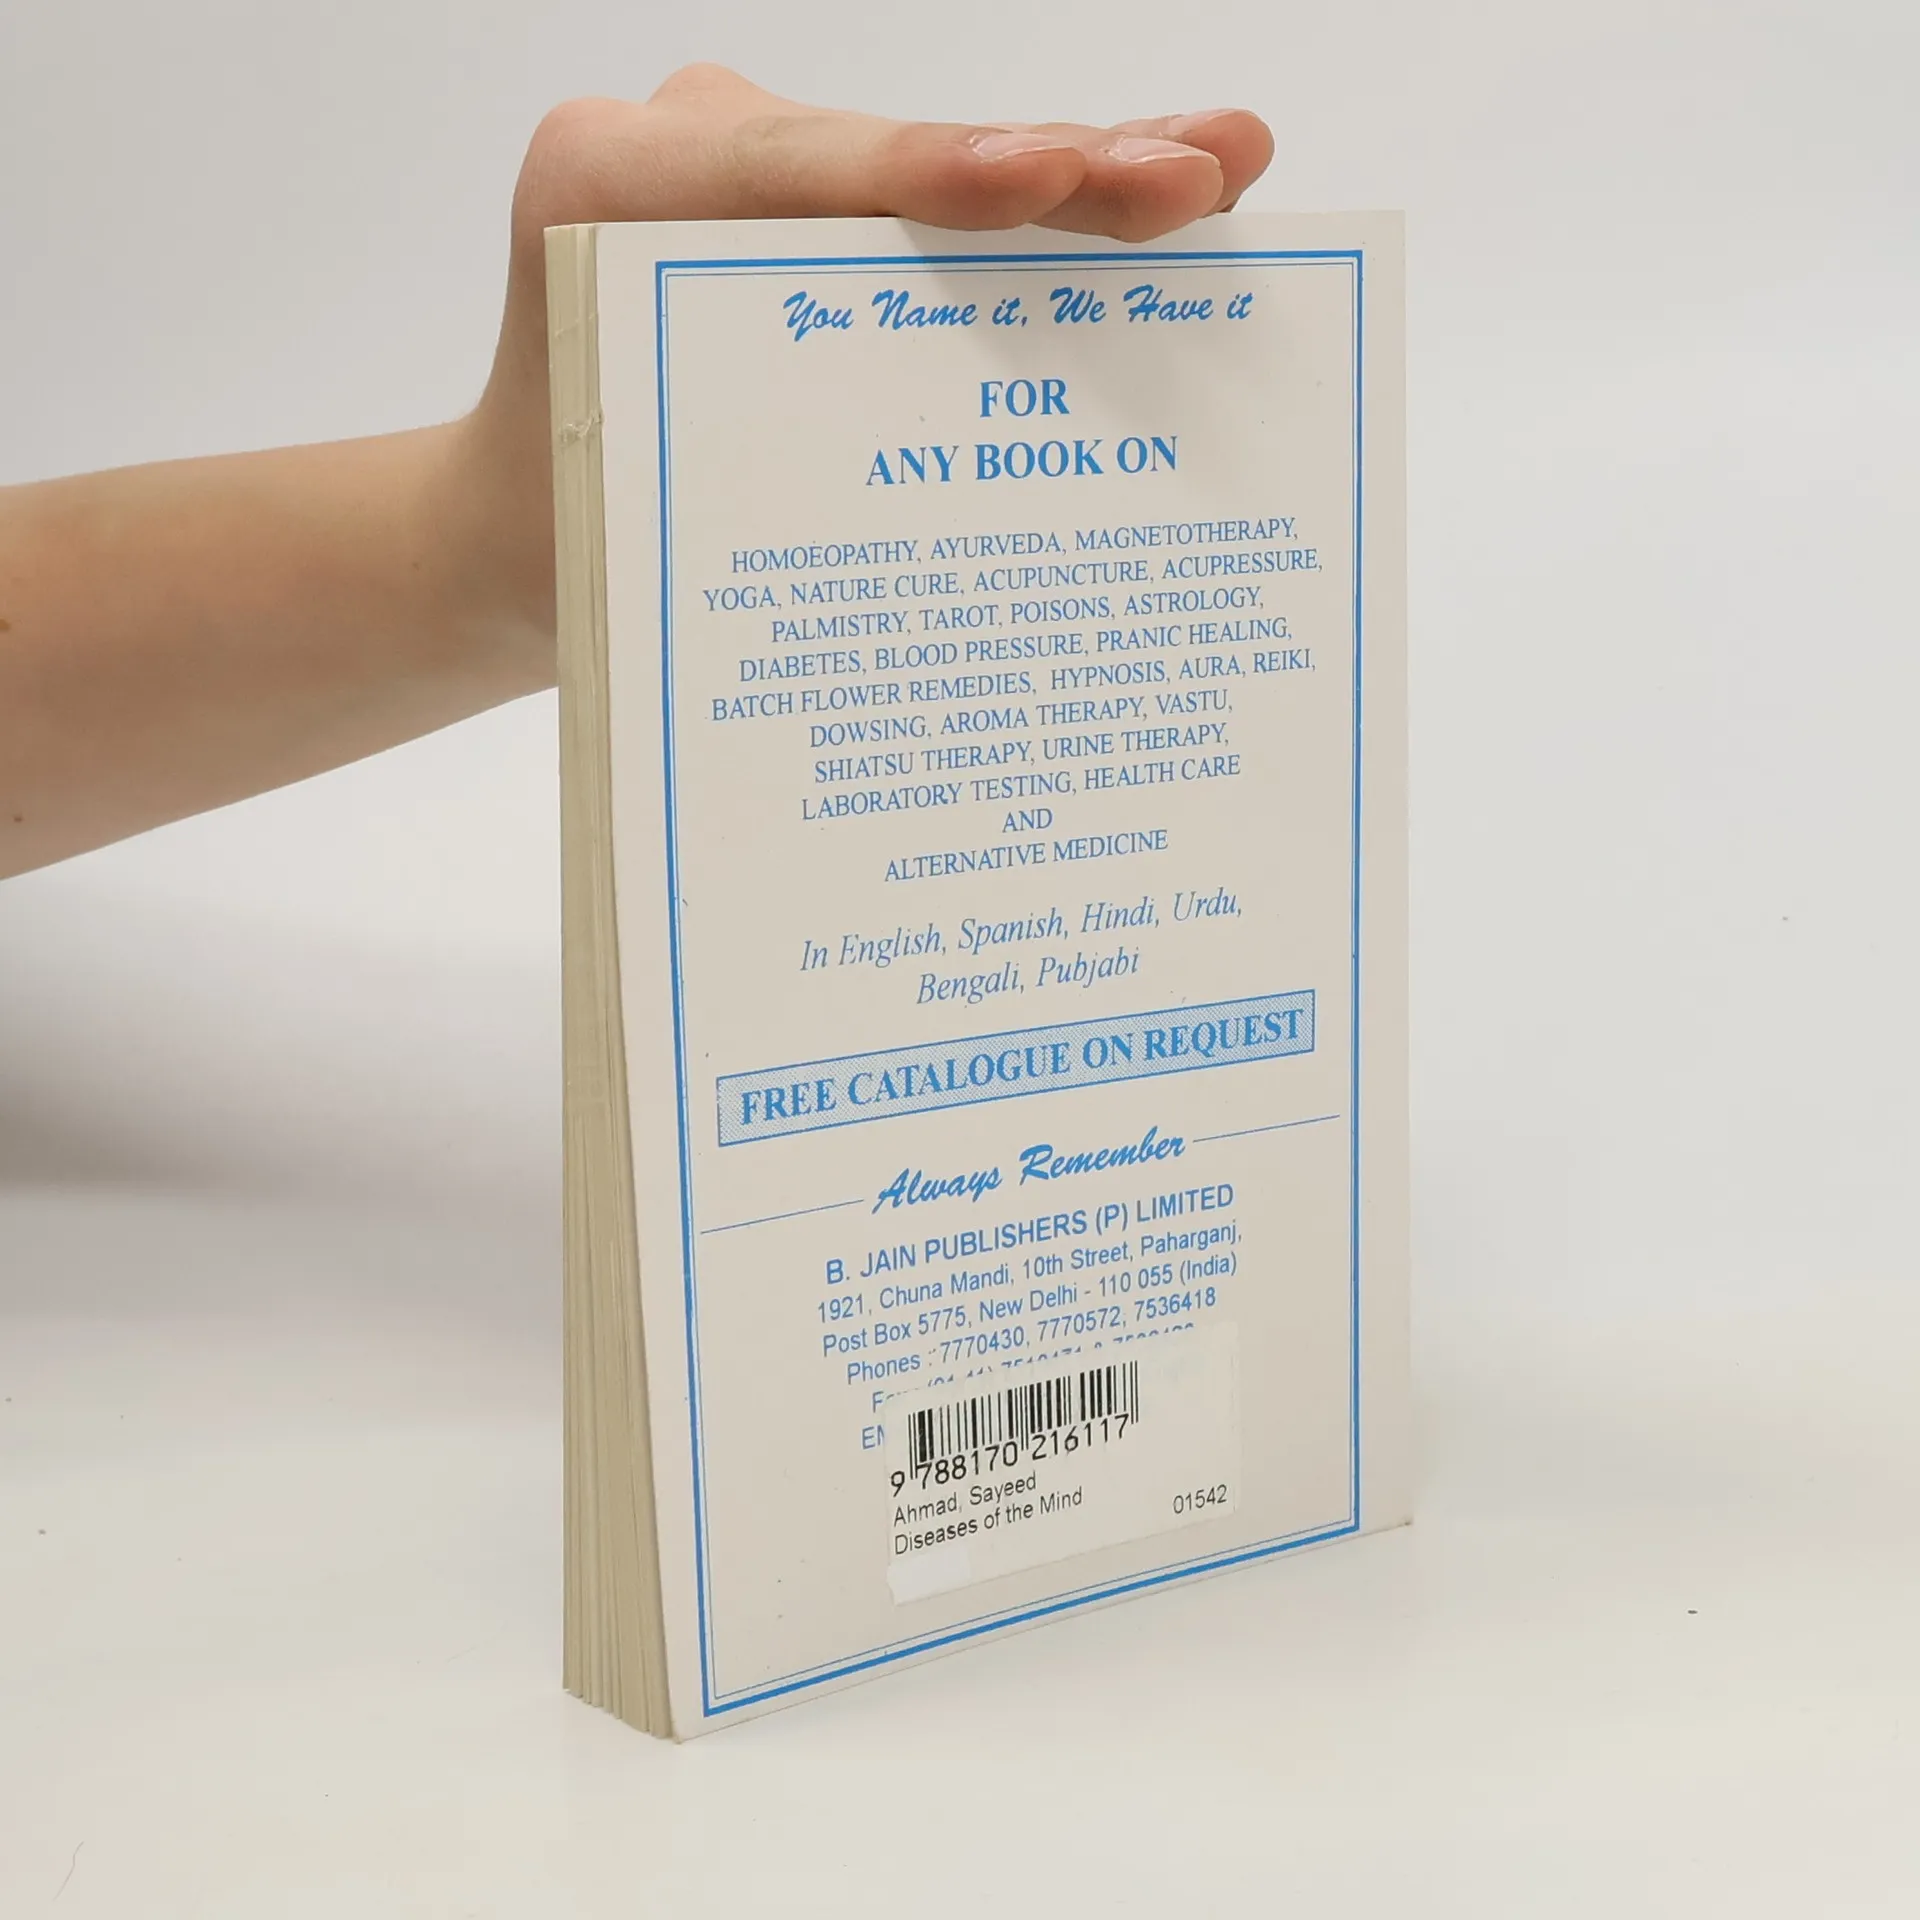 You Name it, We Have it
FOR
ANY BOOK ON
HOMOEOPATHY, AYURVEDA, MAGNETOTHERAPY,
YOGA, NATURE CURE, ACUPUNCTURE, ACUPRESSURE,
PALMISTRY, TAROT, POISONS, ASTROLOGY,
DIABETES, BLOOD PRESSURE, PRANIC HEALING,
BATCH FLOWER REMEDIES, HYPNOSIS, AURA, REIKI,
DOWSING, AROMA THERAPY, VASTU,
SHIATSU THERAPY, URINE THERAPY,
LABORATORY TESTING, HEALTH CARE
AND
ALTERNATIVE MEDICINE
In English, Spanish, Hindi, Urdu,
Bengali, Pubjabi
FREE CATALOGUE ON REQUEST
Always Remember
B. JAIN PUBLISHERS (P) LIMITED
1921, Chuna Mandi, 10th Street, Paharganj,
Post Box 5775, New Delhi - 110 055 (India)
Phones : 7770430, 7770572, 7536418
9 788170 216117
Ahmad, Sayeed
Diseases of the Mind 01542